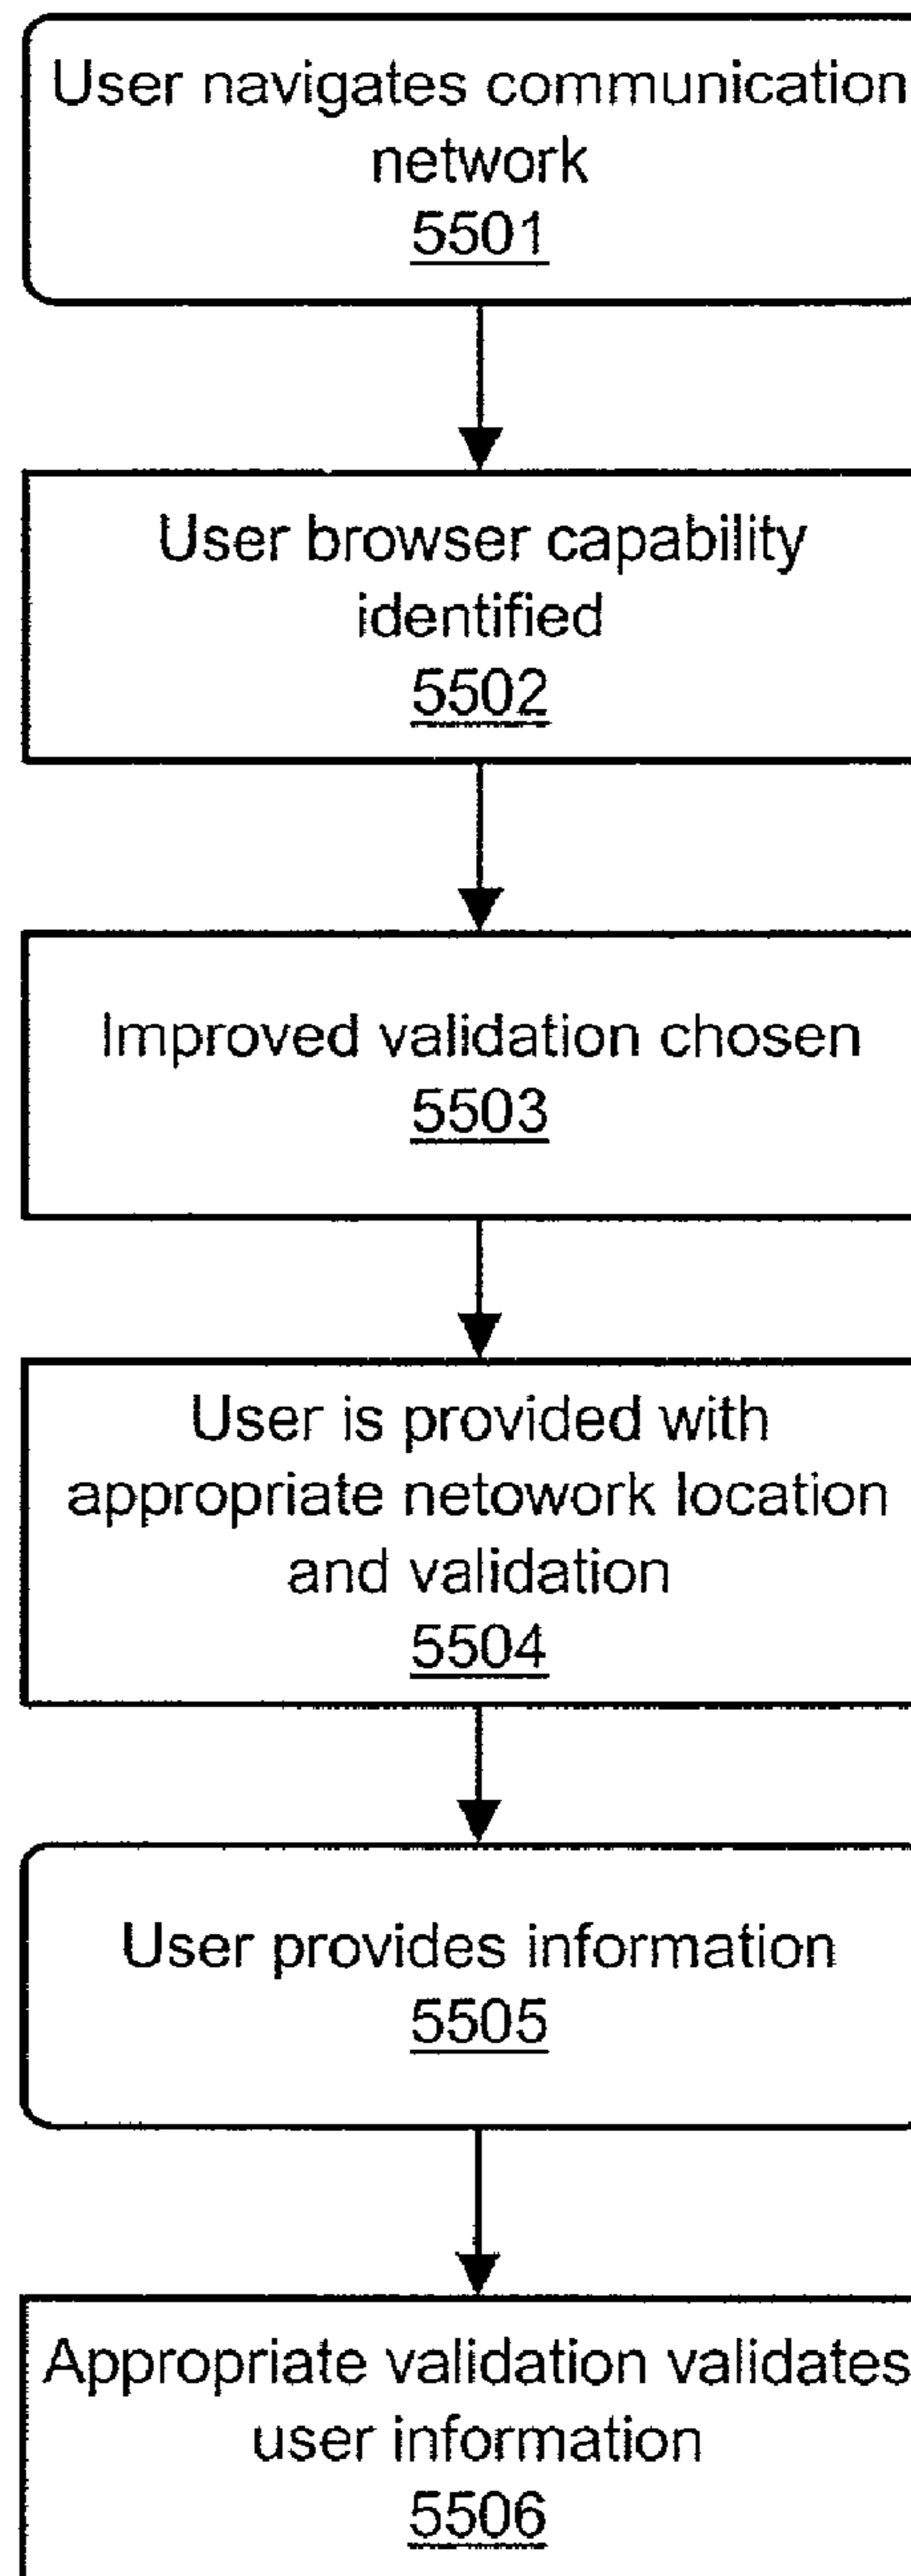 User navigates communication
network
5501
User browser capability
identified
5502
Improved validation chosen
5503
User is provided with
appropriate netowork location
and validation
5504
User provides information
5505
Appropriate validation validates
user information
5506